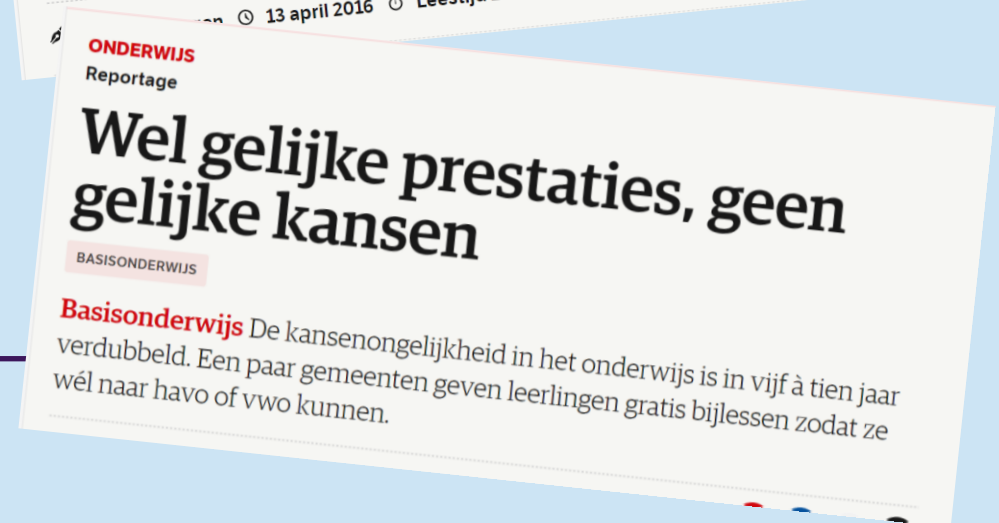 13 april 2016
ONDERWIJS
Reportage
Wel gelijke prestaties, geen
gelijke kansen
BASISONDERWIJS
Basisonderwijs De kansenongelijkheid in het onderwijs is in vijf à tien jaar
verdubbeld. Een paar gemeenten geven leerlingen gratis bijlessen zodat ze
wél naar havo of vwo kunnen.